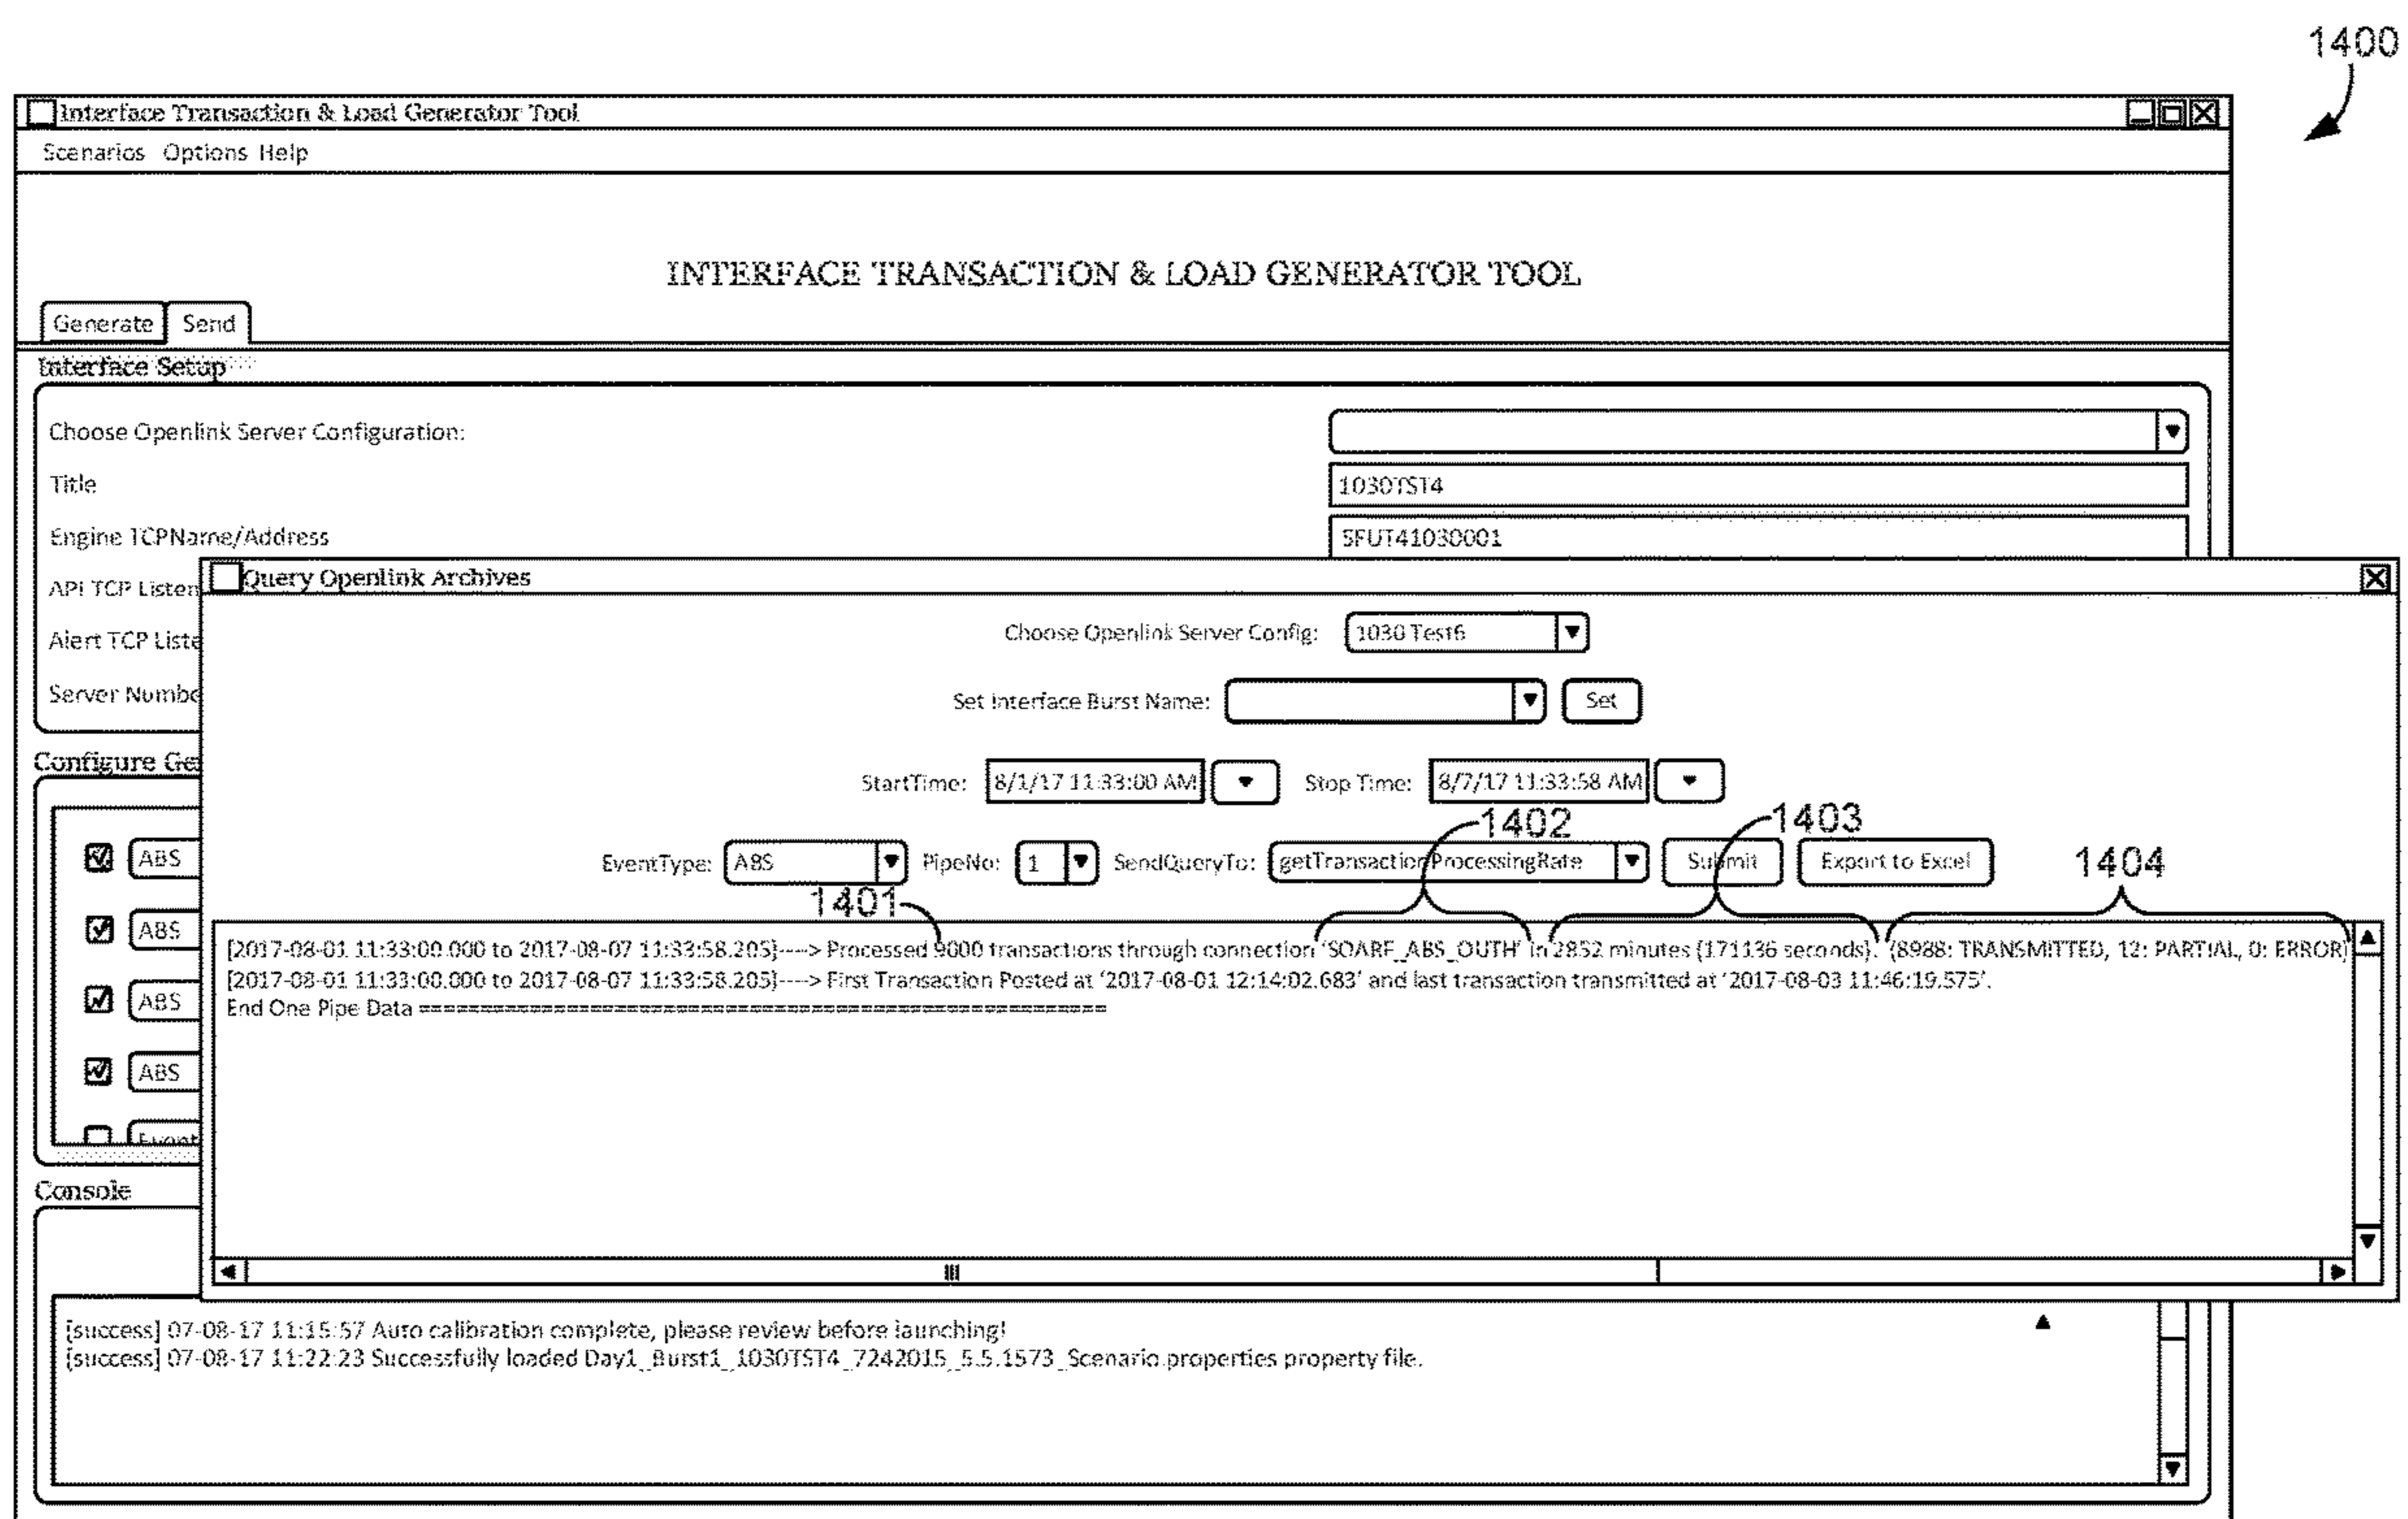 1400
Interface Transaction & Load Generator Tool
Scenarios Options Help
INTERFACE TRANSACTION & LOAD GENERATOR TOOL
Generate Send
Interface Setup
Choose Openlink Server Configuration:
Title 1030TST4
Engine TCPName/Address SFUT41030001
API TCP Listen
Alert TCP Liste
Server Numbe
Query Openlink Archives
Choose Openlink Server Config: 1030 Test6
Set Interface Burst Name: Set
StartTime: 8/1/17 11:33:00 AM Stop Time: 8/7/17 11:33:58 AM
1402 1403
EventType: ABS PipeNo: 1 SendQueryTo: getTransactionProcessingRate Submit Export to Excel 1404
1401
[2017-08-01 11:33:00.000 to 2017-08-07 11:33:58.205]----> Processed 9000 transactions through connection 'SOARF_ABS_OUTH' in 2852 minutes (171136 seconds). (8988: TRANSMITTED, 12: PARTIAL, 0: ERROR)
[2017-08-01 11:33:00.000 to 2017-08-07 11:33:58.205]----> First Transaction Posted at '2017-08-01 12:14:02.683' and last transaction transmitted at '2017-08-03 11:46:19.575'.
End One Pipe Data =======================================================
Configure Ge
ABS
ABS
ABS
ABS
Event
Console
[success] 07-08-17 11:15:57 Auto calibration complete, please review before launching!
[success] 07-08-17 11:22:23 Successfully loaded Day1_Burst1_1030TST4_7242015_5.5.1573_Scenario.properties property file.